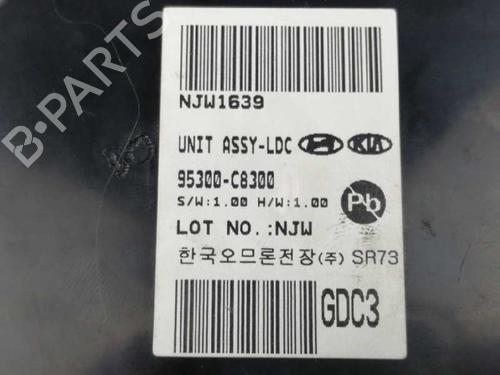 NJW1639
UNIT ASSY-LDC KIA
95300-C8300
S/W:1.00 H/W:1.00
Pb
LOT NO.:NJW
한국오므론전장(주) SR73
GDC3